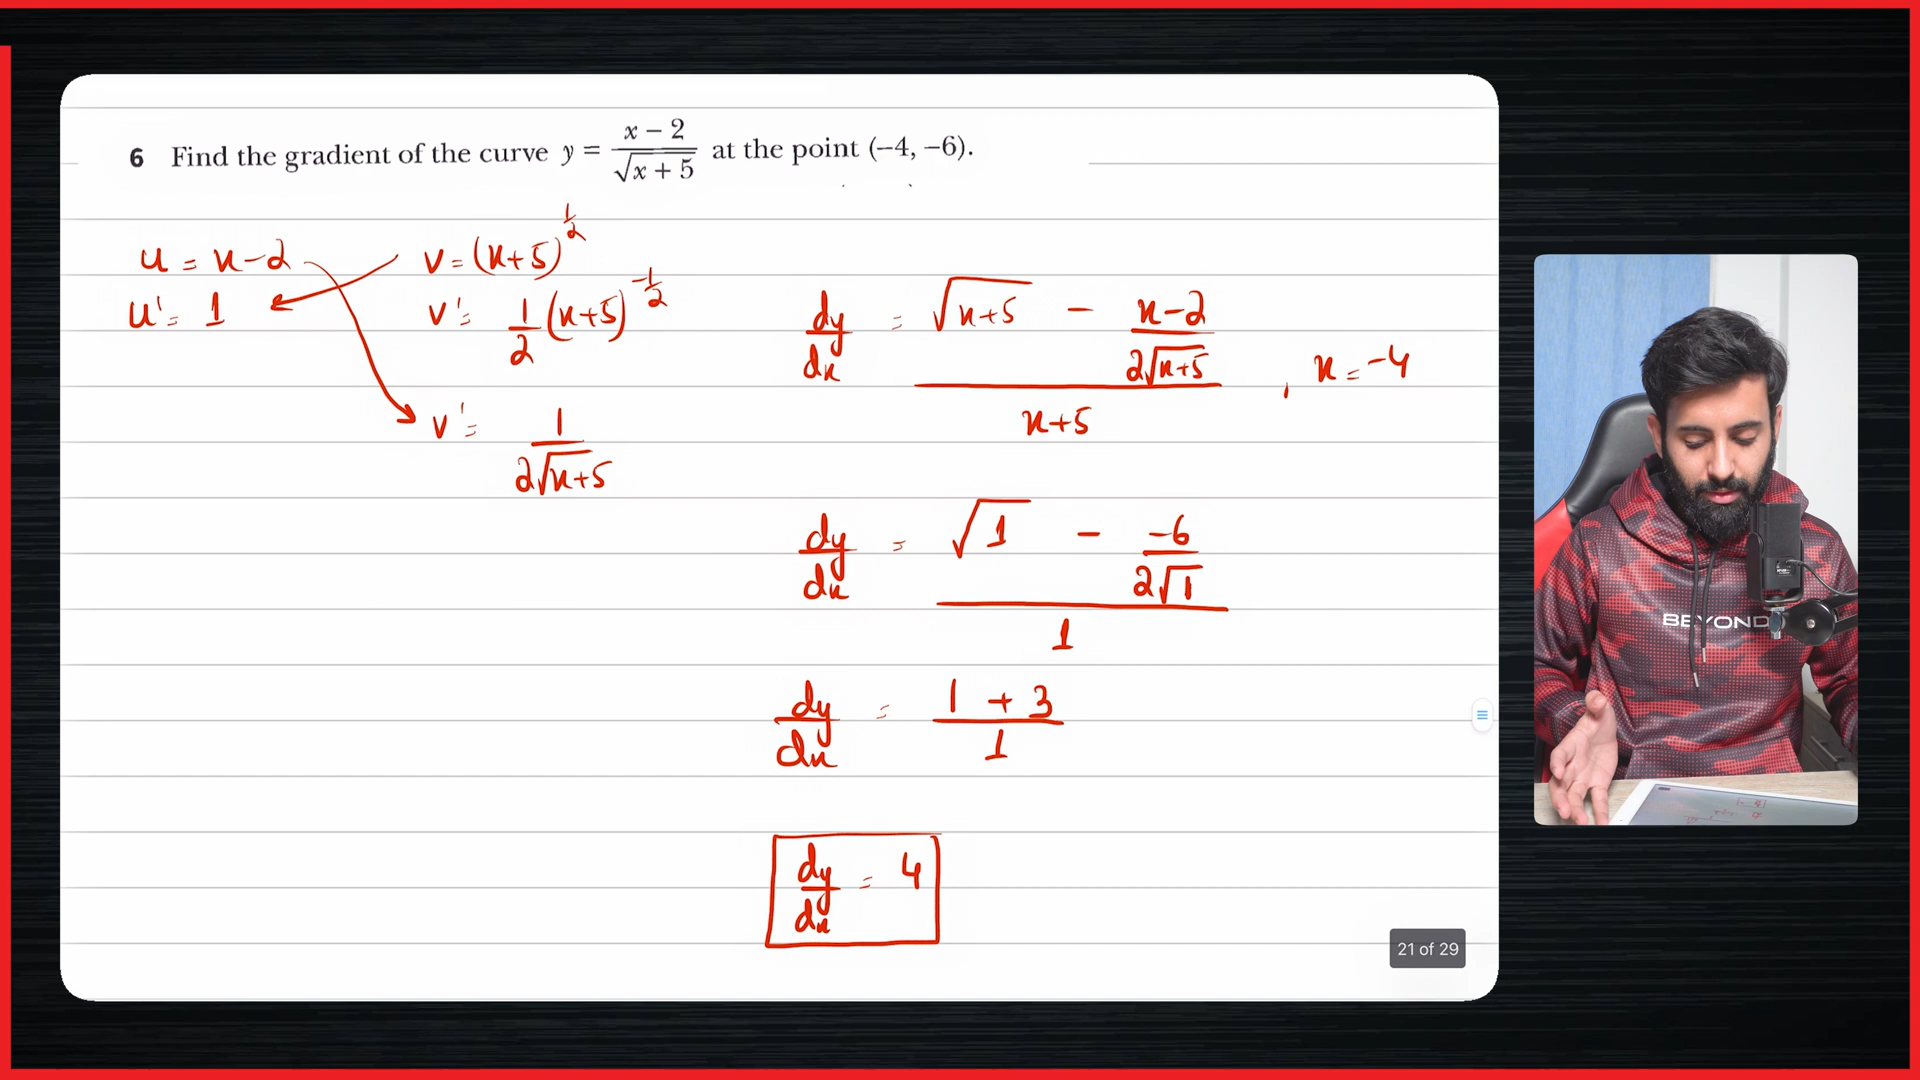 6 Find the gradient of the curve y = (x − 2)/√(x + 5) at the point (−4, −6).
u = x-2
v = (x+5)^(1/2)
u' = 1
v' = 1/2 (x+5)^(-1/2)
v' = 1/(2√(x+5))
dy/dx = (√(x+5) - (x-2)/(2√(x+5)))/(x+5) , x = -4
dy/dx = (√1 - (-6)/(2√1))/1
dy/dx = (1 + 3)/1
dy/dx = 4
21 of 29
BEYOND